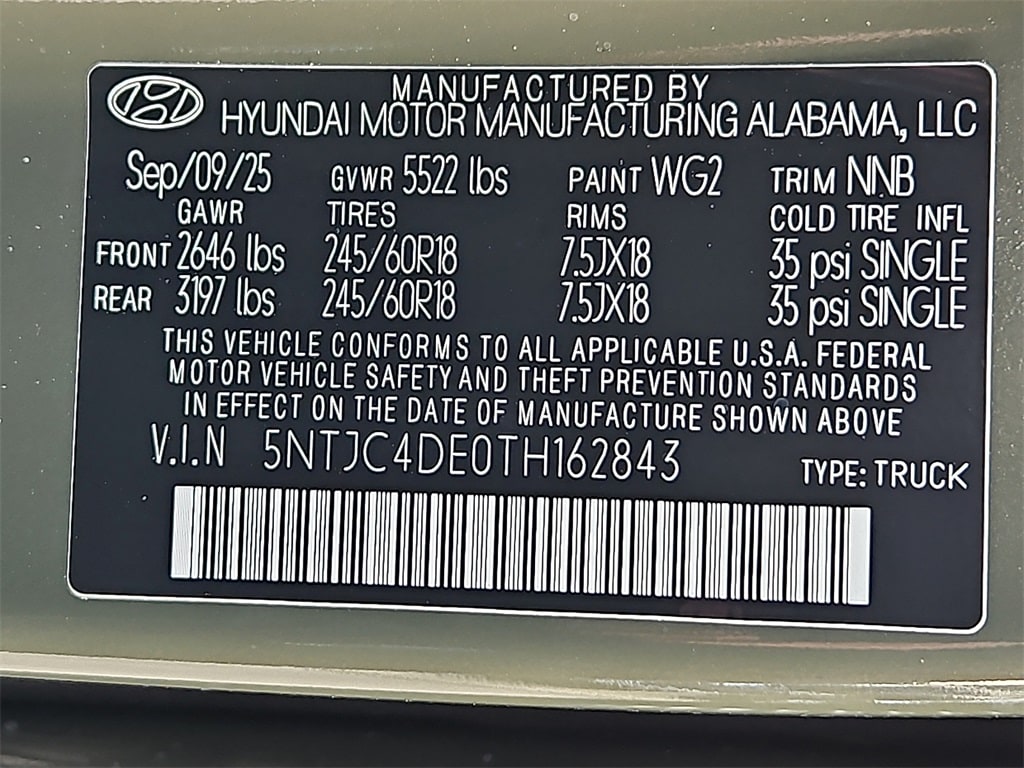 MANUFACTURED BY
HYUNDAI MOTOR MANUFACTURING ALABAMA, LLC
Sep/09/25 GVWR 5522 lbs PAINT WG2 TRIM NNB
GAWR TIRES RIMS COLD TIRE INFL
FRONT 2646 lbs 245/60R18 7.5JX18 35 psi SINGLE
REAR 3197 lbs 245/60R18 7.5JX18 35 psi SINGLE
THIS VEHICLE CONFORMS TO ALL APPLICABLE U.S.A. FEDERAL
MOTOR VEHICLE SAFETY AND THEFT PREVENTION STANDARDS
IN EFFECT ON THE DATE OF MANUFACTURE SHOWN ABOVE
V.I.N 5NTJC4DE0TH162843 TYPE: TRUCK